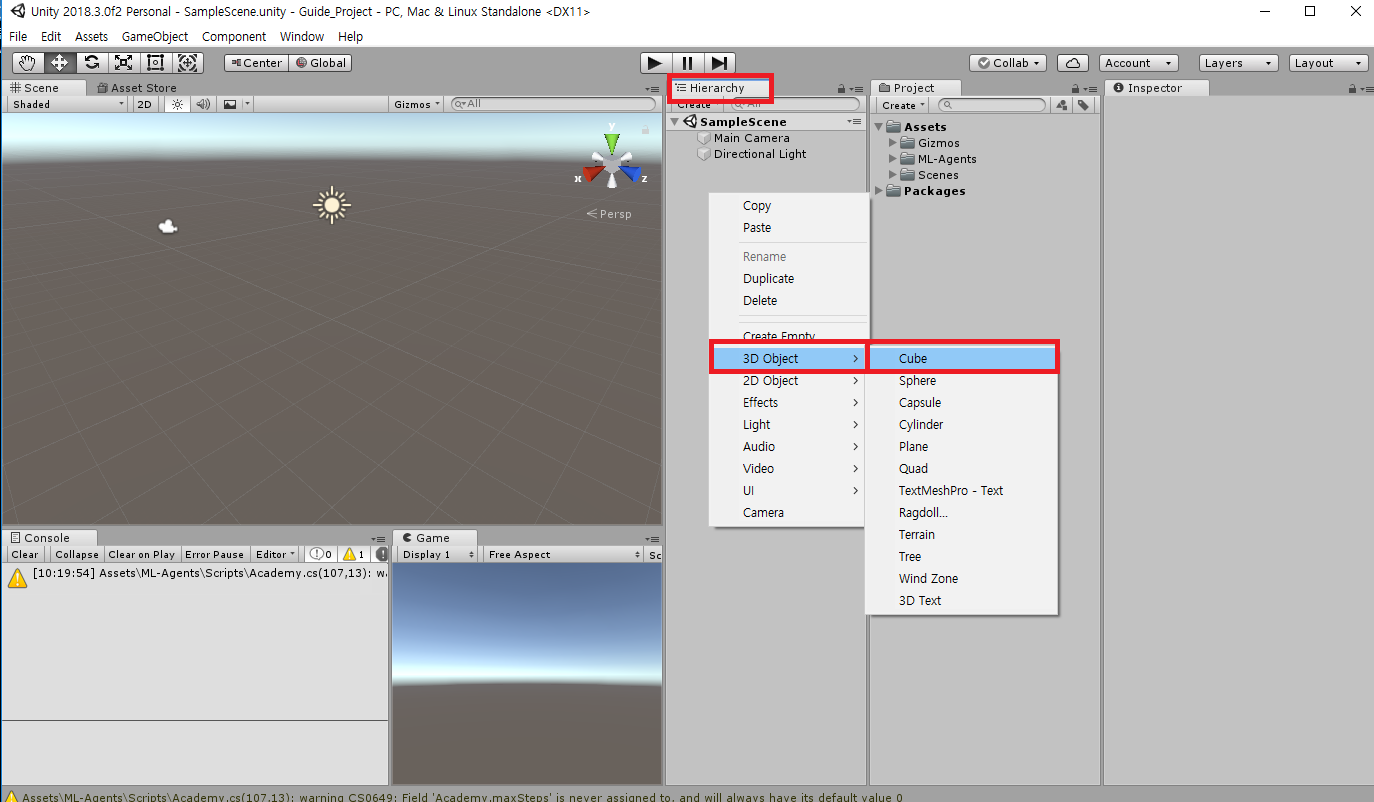 Unity 2018.3.0f2 Personal - SampleScene.unity - Guide_Project - PC, Mac & Linux Standalone <DX11>
File Edit Assets GameObject Component Window Help
Center Global Collab Account Layers Layout
Scene Asset Store
Shaded 2D Gizmos All
y
x z
Persp
Hierarchy
Create All
SampleScene
Main Camera
Directional Light
Project
Create
Assets
Gizmos
ML-Agents
Scenes
Packages
Inspector
Copy
Paste
Rename
Duplicate
Delete
Create Empty
3D Object
2D Object
Effects
Light
Audio
Video
UI
Camera
Cube
Sphere
Capsule
Cylinder
Plane
Quad
TextMeshPro - Text
Ragdoll...
Terrain
Tree
Wind Zone
3D Text
Console
Clear Collapse Clear on Play Error Pause Editor 0 1
[10:19:54] Assets\ML-Agents\Scripts\Academy.cs(107,13): wa
Game
Display 1 Free Aspect Sc
Assets\ML-Agents\Scripts\Academy.cs(107,13): warning CS0649: Field 'Academy.maxSteps' is never assigned to, and will always have its default value 0